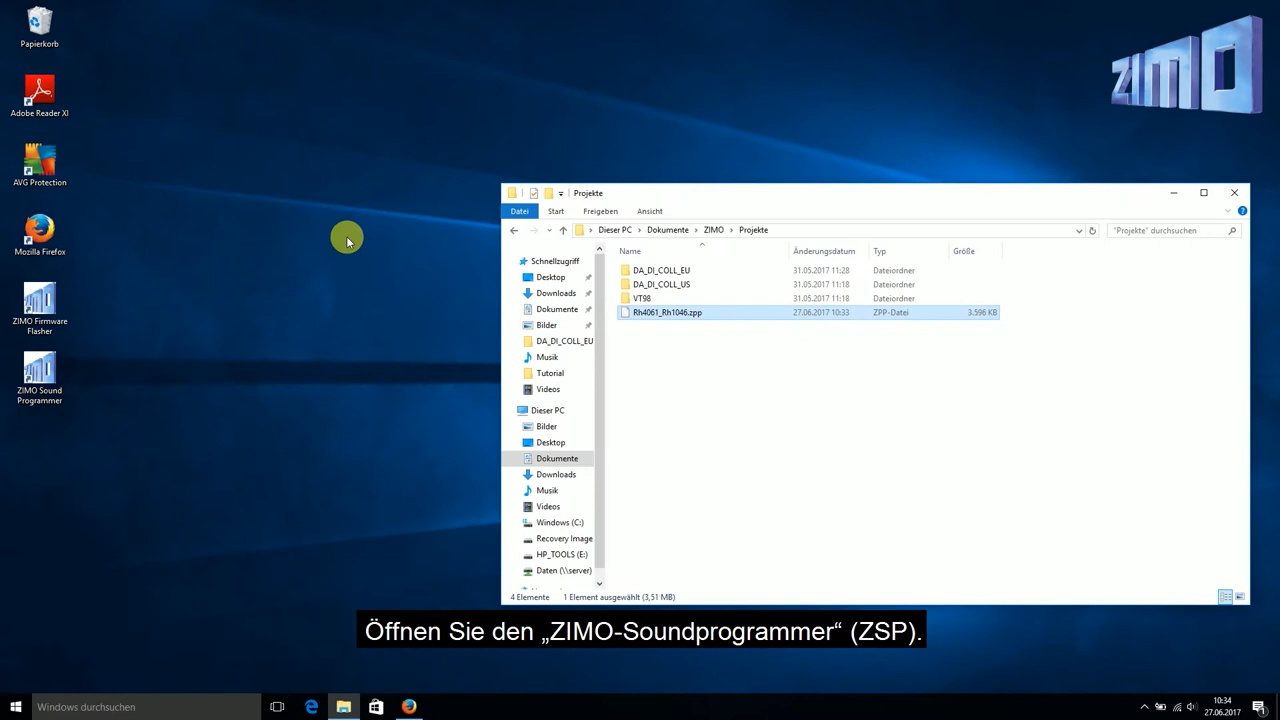 Papierkorb
Adobe Reader XI
AVG Protection
Mozilla Firefox
ZIMO Firmware
Flasher
ZIMO Sound
Programmer
ZIMO
Projekte
Datei Start Freigeben Ansicht
Dieser PC Dokumente ZIMO Projekte
"Projekte" durchsuchen
Name Änderungsdatum Typ Größe
DA_DI_COLL_EU 31.05.2017 11:28 Dateiordner
DA_DI_COLL_US 31.05.2017 11:18 Dateiordner
VT98 31.05.2017 11:18 Dateiordner
Rh4061_Rh1046.zpp 27.06.2017 10:33 ZPP-Datei 3.596 KB
Schnellzugriff
Desktop
Downloads
Dokumente
Bilder
DA_DI_COLL_EU
Musik
Tutorial
Videos
Dieser PC
Bilder
Desktop
Dokumente
Downloads
Musik
Videos
Windows (C:)
Recovery Image
HP_TOOLS (E:)
Daten (\\server)
4 Elemente 1 Element ausgewählt (3,51 MB)
Öffnen Sie den „ZIMO-Soundprogrammer“ (ZSP).
Windows durchsuchen
10:34
27.06.2017
1